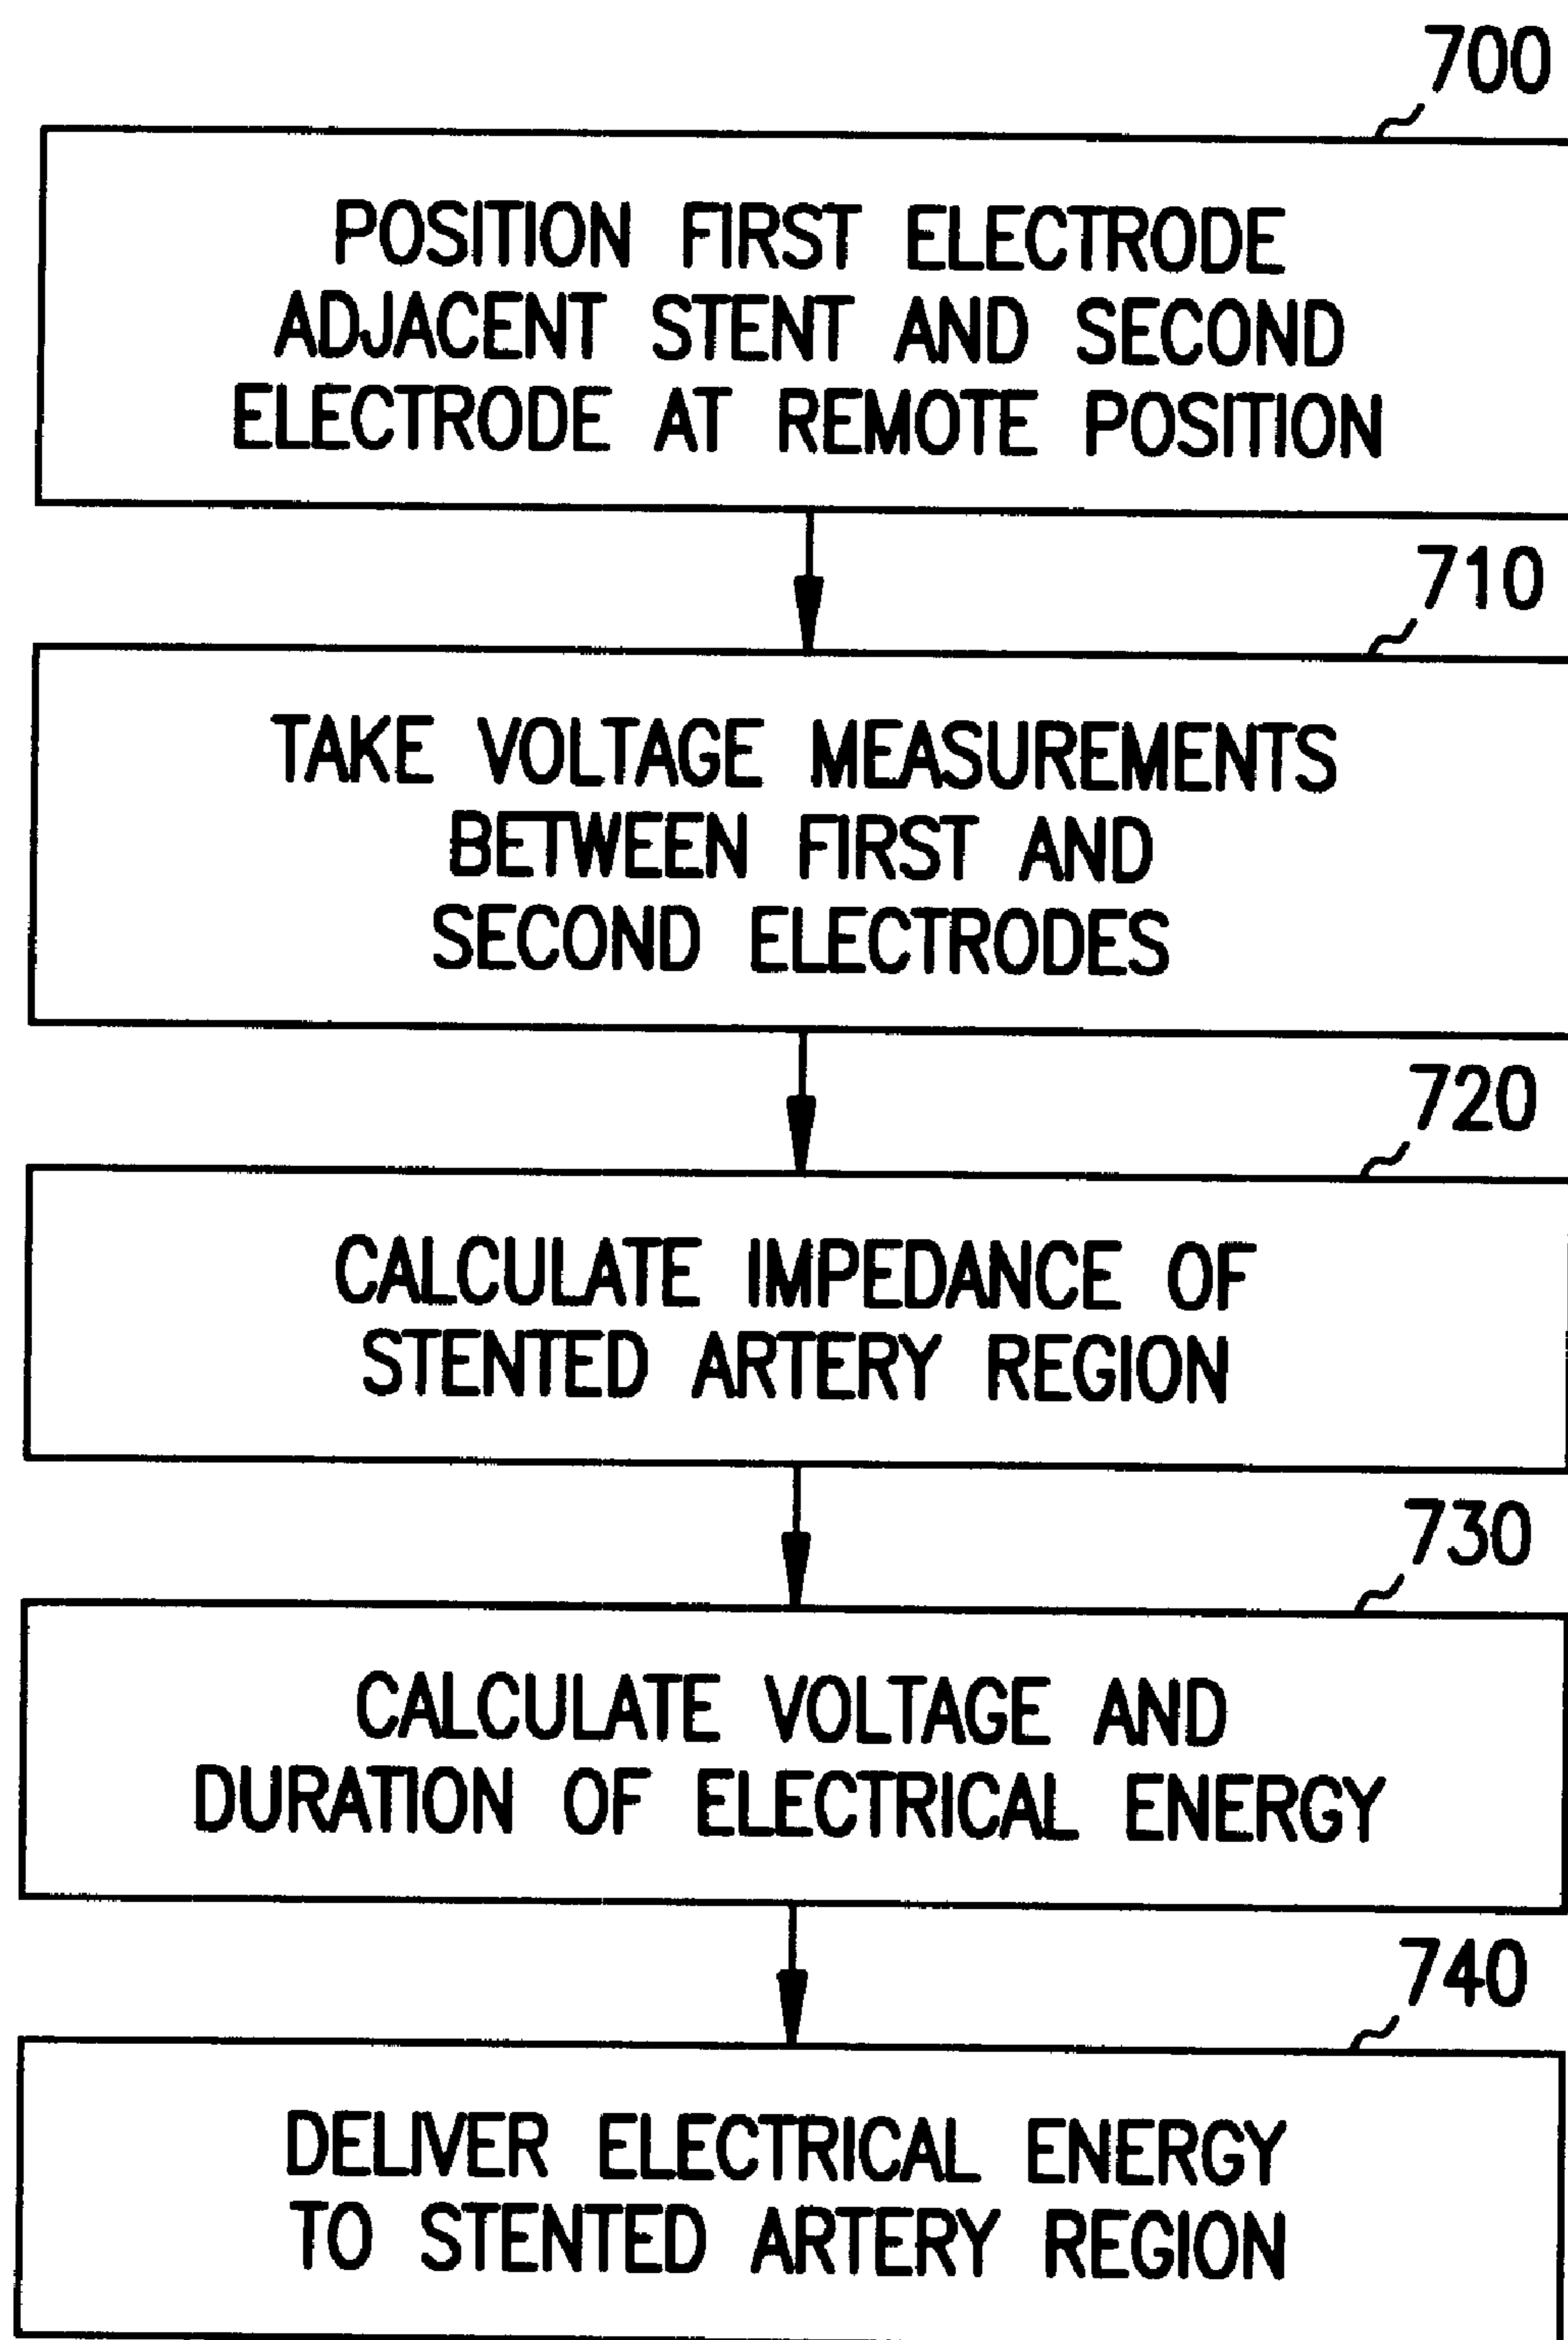 700
POSITION FIRST ELECTRODE
ADJACENT STENT AND SECOND
ELECTRODE AT REMOTE POSITION
710
TAKE VOLTAGE MEASUREMENTS
BETWEEN FIRST AND
SECOND ELECTRODES
720
CALCULATE IMPEDANCE OF
STENTED ARTERY REGION
730
CALCULATE VOLTAGE AND
DURATION OF ELECTRICAL ENERGY
740
DELIVER ELECTRICAL ENERGY
TO STENTED ARTERY REGION